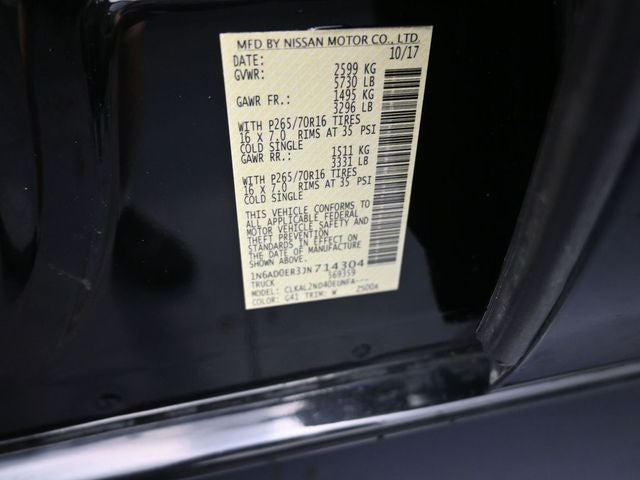 MFD BY NISSAN MOTOR CO., LTD.
DATE: 10/17
GVWR: 2599 KG
5730 LB
GAWR FR.: 1495 KG
3296 LB
WITH P265/70R16 TIRES
16 X 7.0 RIMS AT 35 PSI
COLD SINGLE
GAWR RR.: 1511 KG
3331 LB
WITH P265/70R16 TIRES
16 X 7.0 RIMS AT 35 PSI
COLD SINGLE
THIS VEHICLE CONFORMS TO
ALL APPLICABLE FEDERAL
MOTOR VEHICLE SAFETY AND
THEFT PREVENTION
STANDARDS IN EFFECT ON
THE DATE OF MANUFACTURE
SHOWN ABOVE.
1N6AD0ER3JN714304
TRUCK 569359
MODEL: CLKAL2ND40EUNFA---
COLOR: G41 TRIM: W 2S006